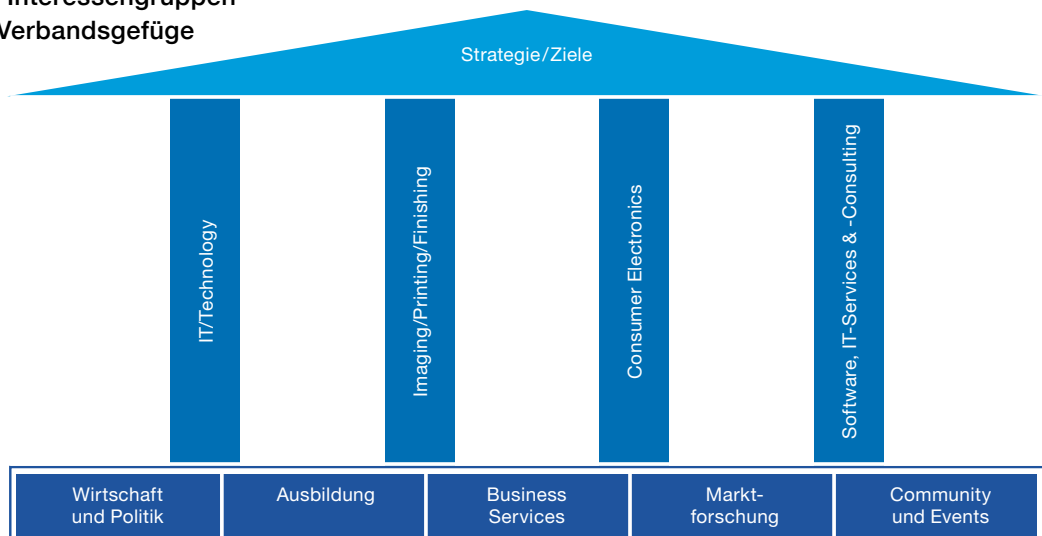 Interessengruppen
Verbandsgefüge
Strategie/Ziele
IT/Technology
Imaging/Printing/Finishing
Consumer Electronics
Software, IT-Services & -Consulting
Wirtschaft
und Politik
Ausbildung
Business
Services
Markt-
forschung
Community
und Events